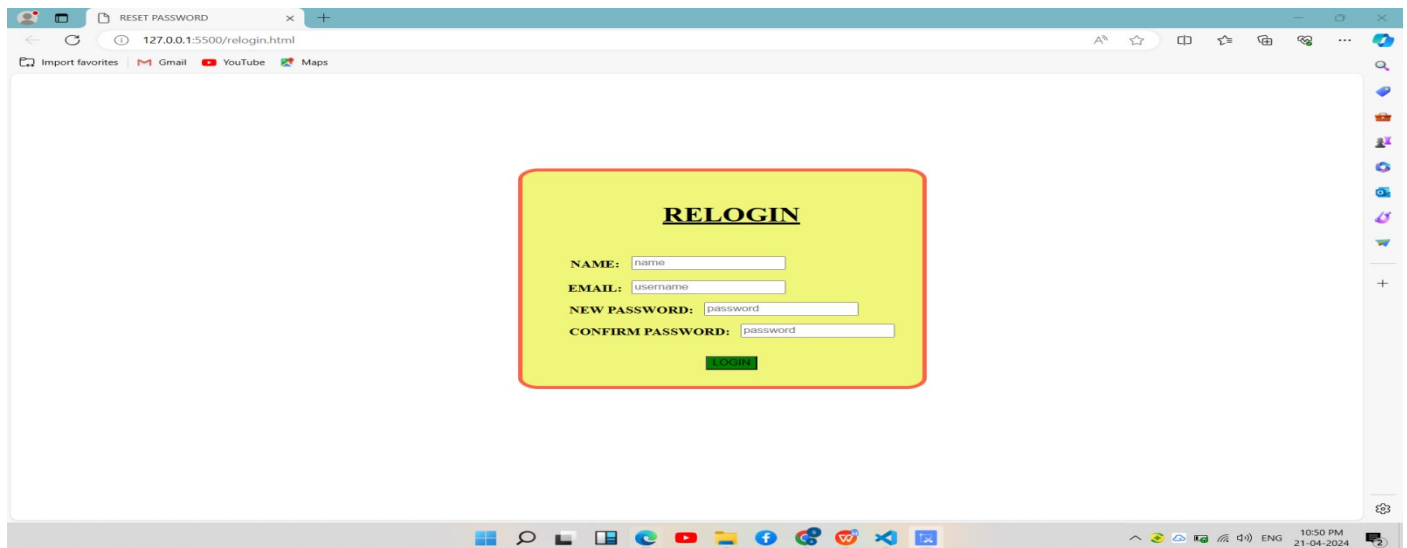 RESET PASSWORD
127.0.0.1:5500/relogin.html
Import favorites Gmail YouTube Maps
RELOGIN
NAME: name
EMAIL: username
NEW PASSWORD: password
CONFIRM PASSWORD: password
LOGIN
ENG 10:50 PM
21-04-2024
2